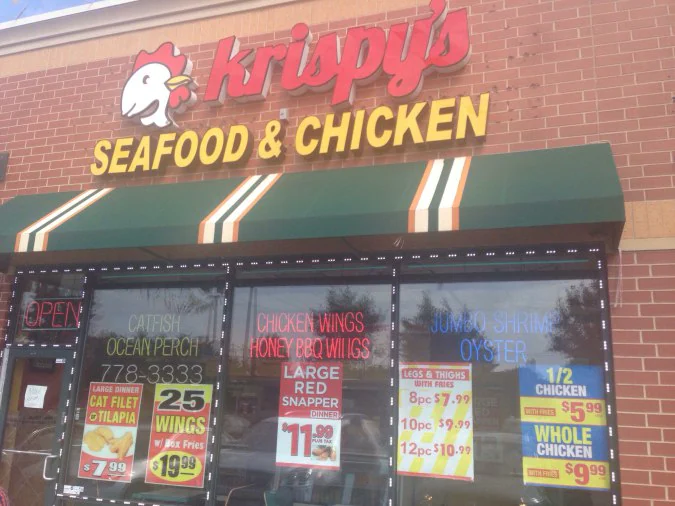 Krispy's
SEAFOOD & CHICKEN
OPEN
CATFISH
OCEAN PERCH
778-3333
CHICKEN WINGS
HONEY BBQ WINGS
JUMBO SHRIMP
OYSTER
LARGE DINNER
CAT FILET
or TILAPIA
$7.99
25
WINGS
w/ Box Fries
$19.99
LARGE
RED
SNAPPER
DINNER
$11.99
PLUS TAX
LEGS & THIGHS
WITH FRIES
8pc $7.99
10pc $9.99
12pc $10.99
1/2
CHICKEN
WITH FRIES $5.99
WHOLE
CHICKEN
WITH FRIES $9.99